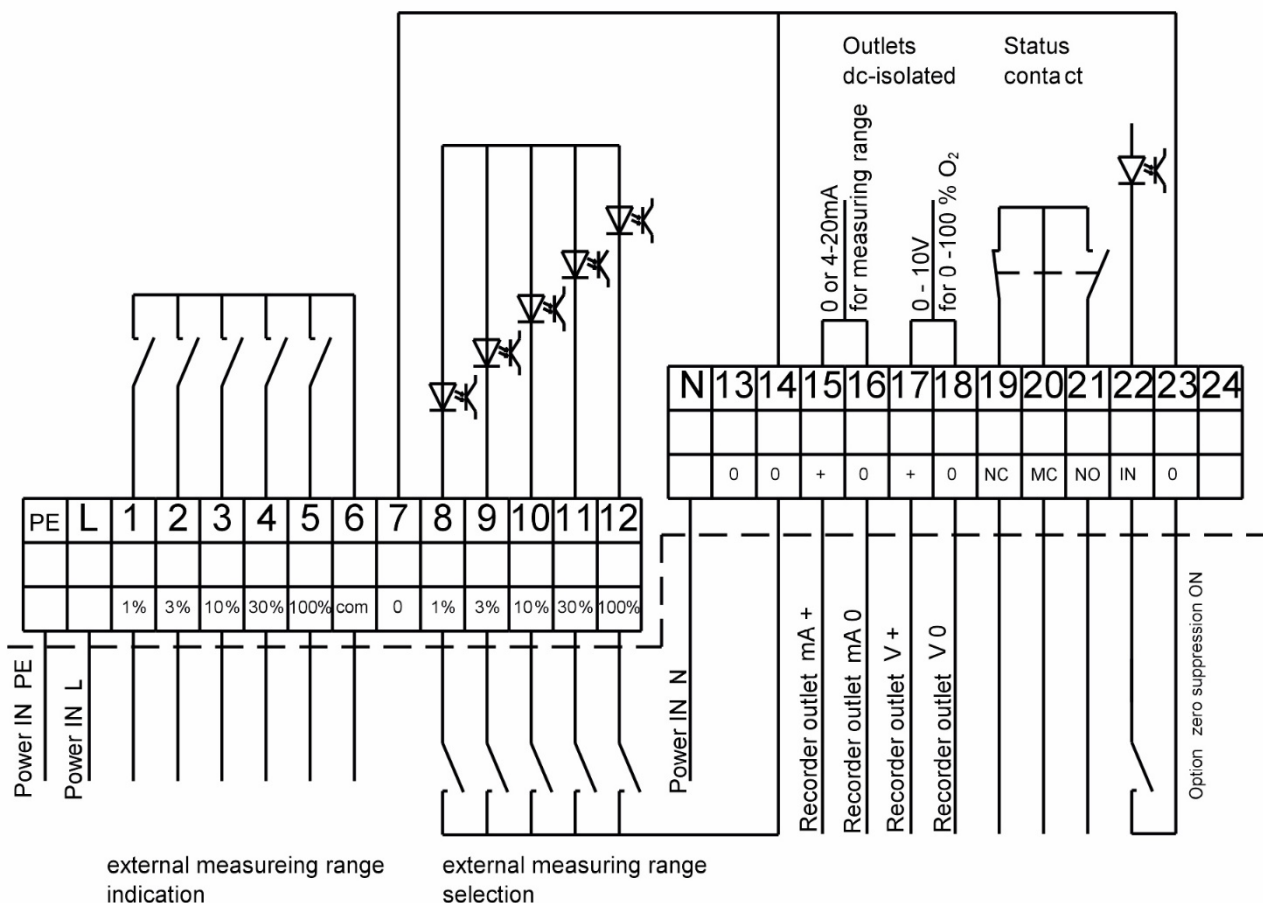 Outlets
dc-isolated
Status
contact
0 or 4-20mA
for measuring range
0 - 10V
for 0 -100 % O₂
N 13 14 15 16 17 18 19 20 21 22 23 24
0 0 + 0 + 0 NC MC NO IN 0
PE L 1 2 3 4 5 6 7 8 9 10 11 12
1% 3% 10% 30% 100% com 0 1% 3% 10% 30% 100%
Power IN PE
Power IN L
Power IN N
Recorder outlet mA +
Recorder outlet mA 0
Recorder outlet V +
Recorder outlet V 0
Option zero suppression ON
external measureing range
indication
external measuring range
selection